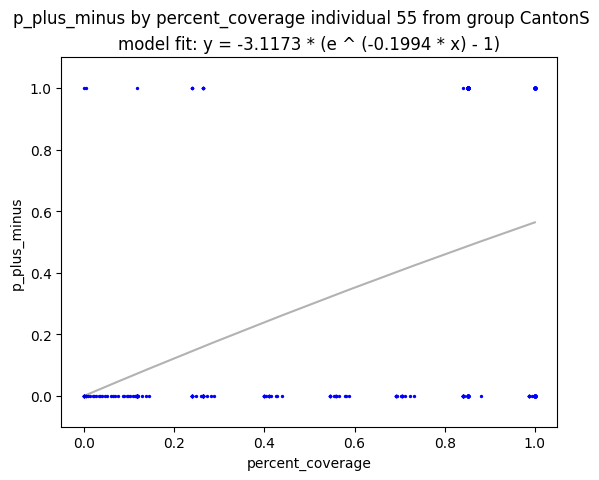 p_plus_minus by percent_coverage individual 55 from group CantonS
model fit: y = -3.1173 * (e ^ (-0.1994 * x) - 1)
1.0
0.8
0.6
0.4
0.2
0.0
p_plus_minus
0.0 0.2 0.4 0.6 0.8 1.0
percent_coverage